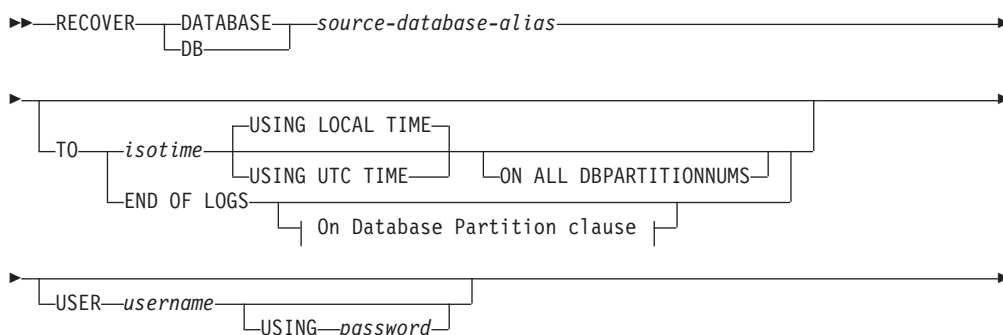 RECOVER DATABASE source-database-alias
DB
USING LOCAL TIME
TO isotime
USING UTC TIME ON ALL DBPARTITIONNUMS
END OF LOGS
On Database Partition clause
USER username
USING password